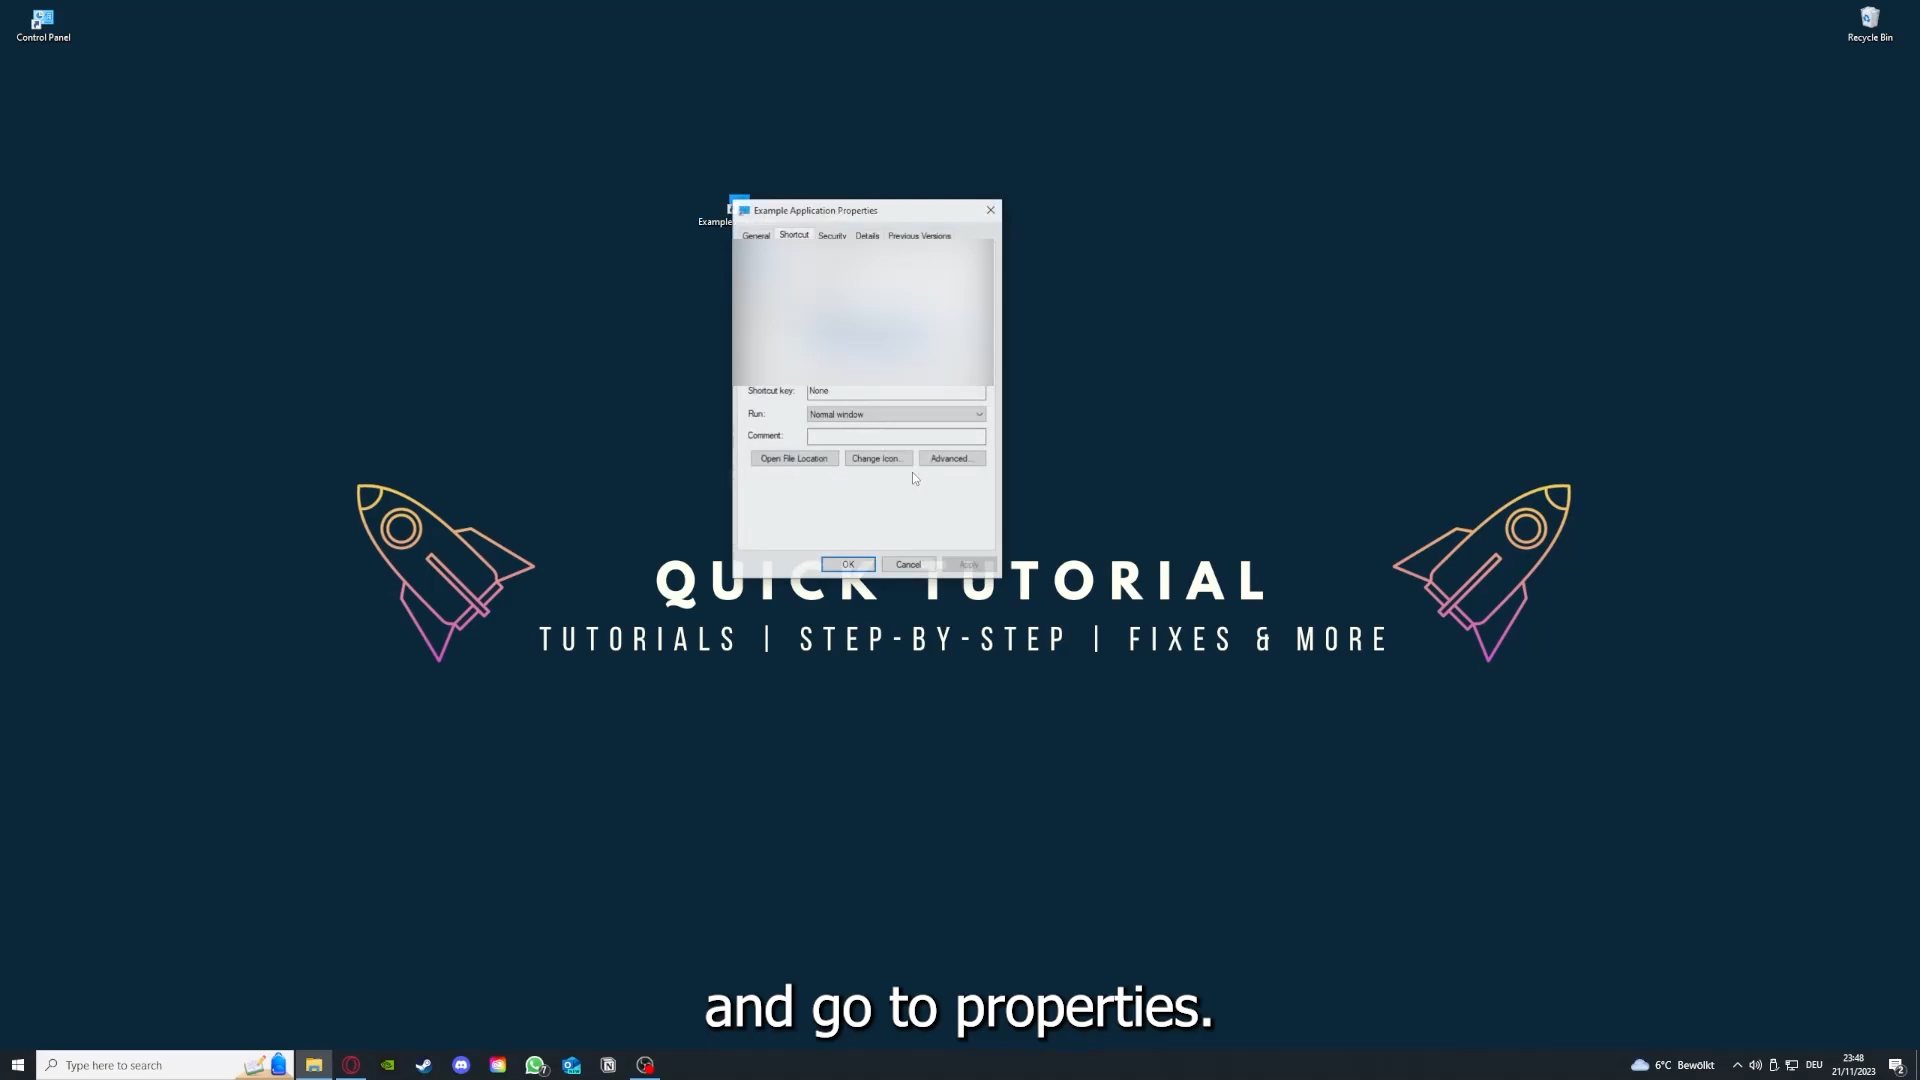 Control Panel
Recycle Bin
Example
Example Application Properties
General Shortcut Security Details Previous Versions
Shortcut key: None
Run: Normal window
Comment:
Open File Location Change Icon... Advanced...
OK Cancel Apply
QUICK TUTORIAL
TUTORIALS | STEP-BY-STEP | FIXES & MORE
and go to properties.
Type here to search
7
6°C Bewölkt
DEU
23:48
21/11/2023
2